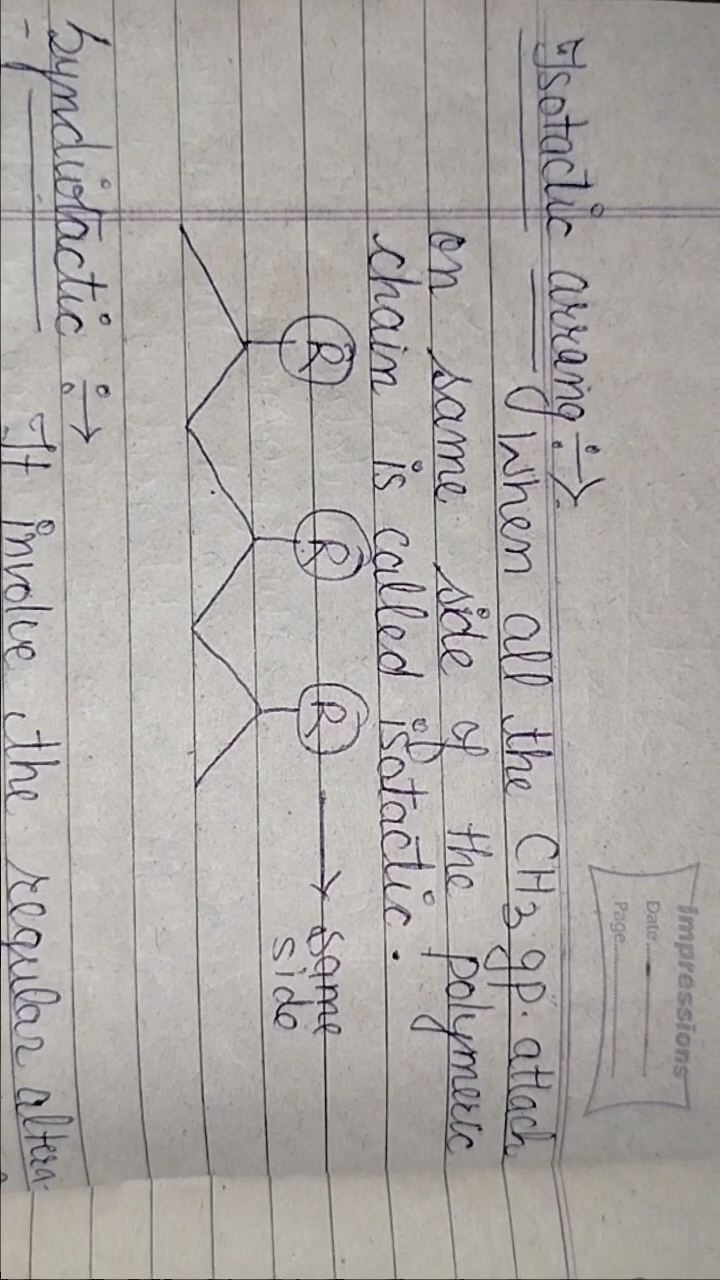 Impressions
Date
Page
Isotactic arrang :→
When all the CH3 gp. attach
on same side of the polymeric
chain is called isotactic.
R R R → same
side
Syndiotactic :→
It involve the regular altera-